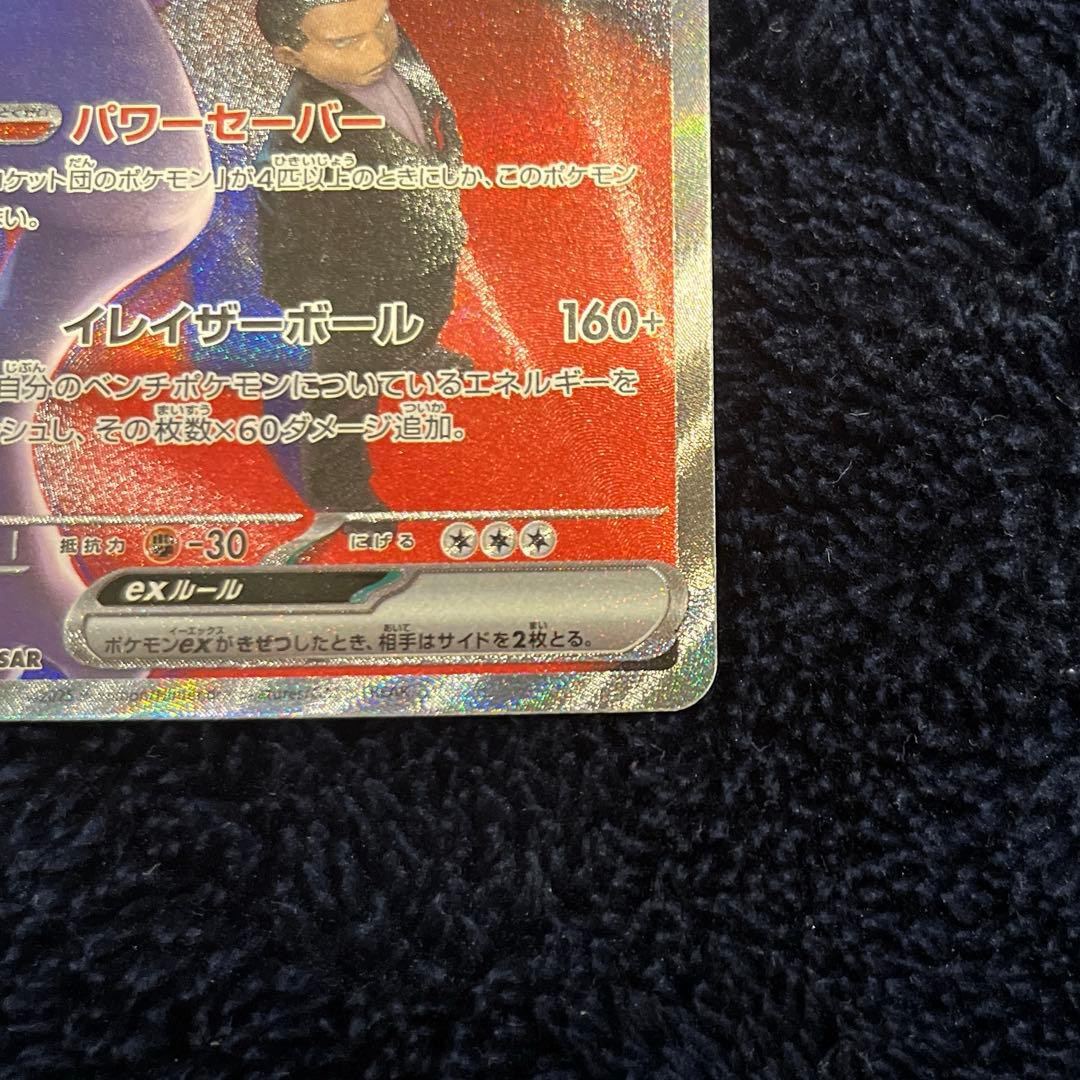 パワーセーバー
ロケット団のポケモン」が4匹以上のときにしか、このポケモン
い。
イレイザーボール 160+
自分のベンチポケモンについているエネルギーを
シュし、その枚数×60ダメージ追加。
抵抗力 -30 にげる
exルール
ポケモンexがきぜつしたとき、相手はサイドを2枚とる。
SAR